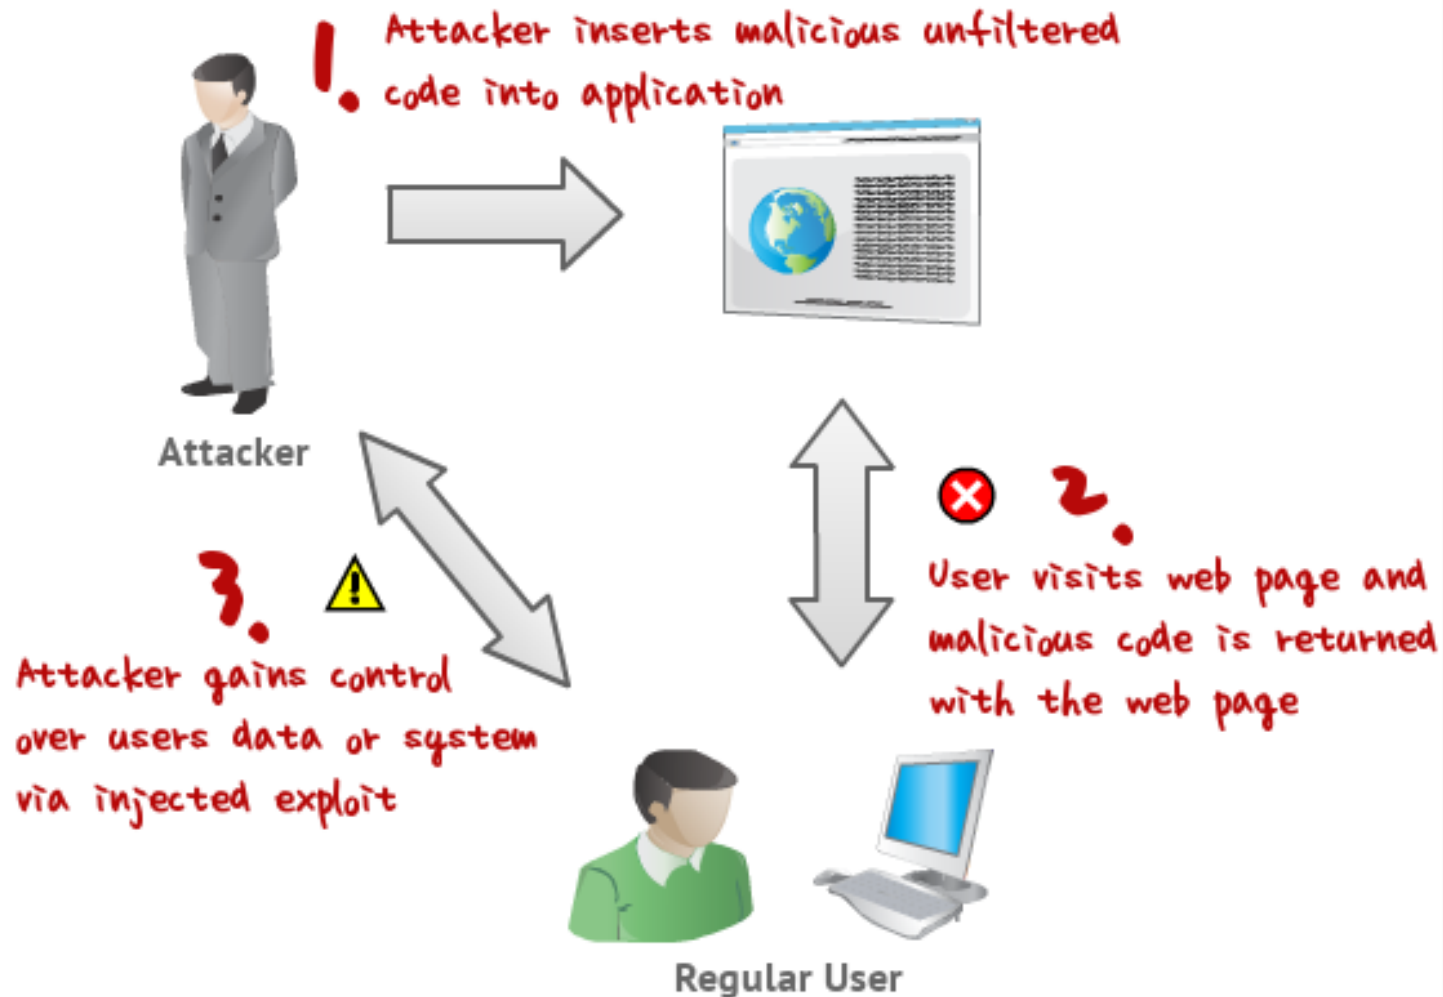 1. Attacker inserts malicious unfiltered
code into application
Attacker
2.
User visits web page and
malicious code is returned
with the web page
3.
Attacker gains control
over users data or system
via injected exploit
Regular User